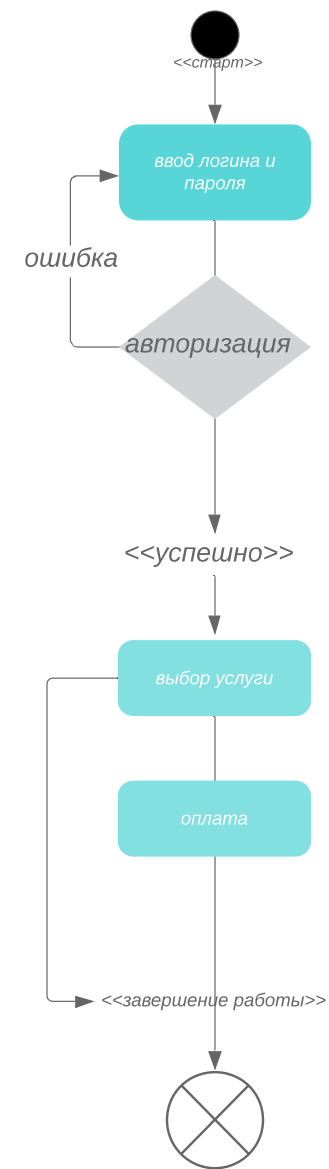 <<старт>>
ввод логина и
пароля
ошибка
авторизация
<<успешно>>
выбор услуги
оплата
<<завершение работы>>